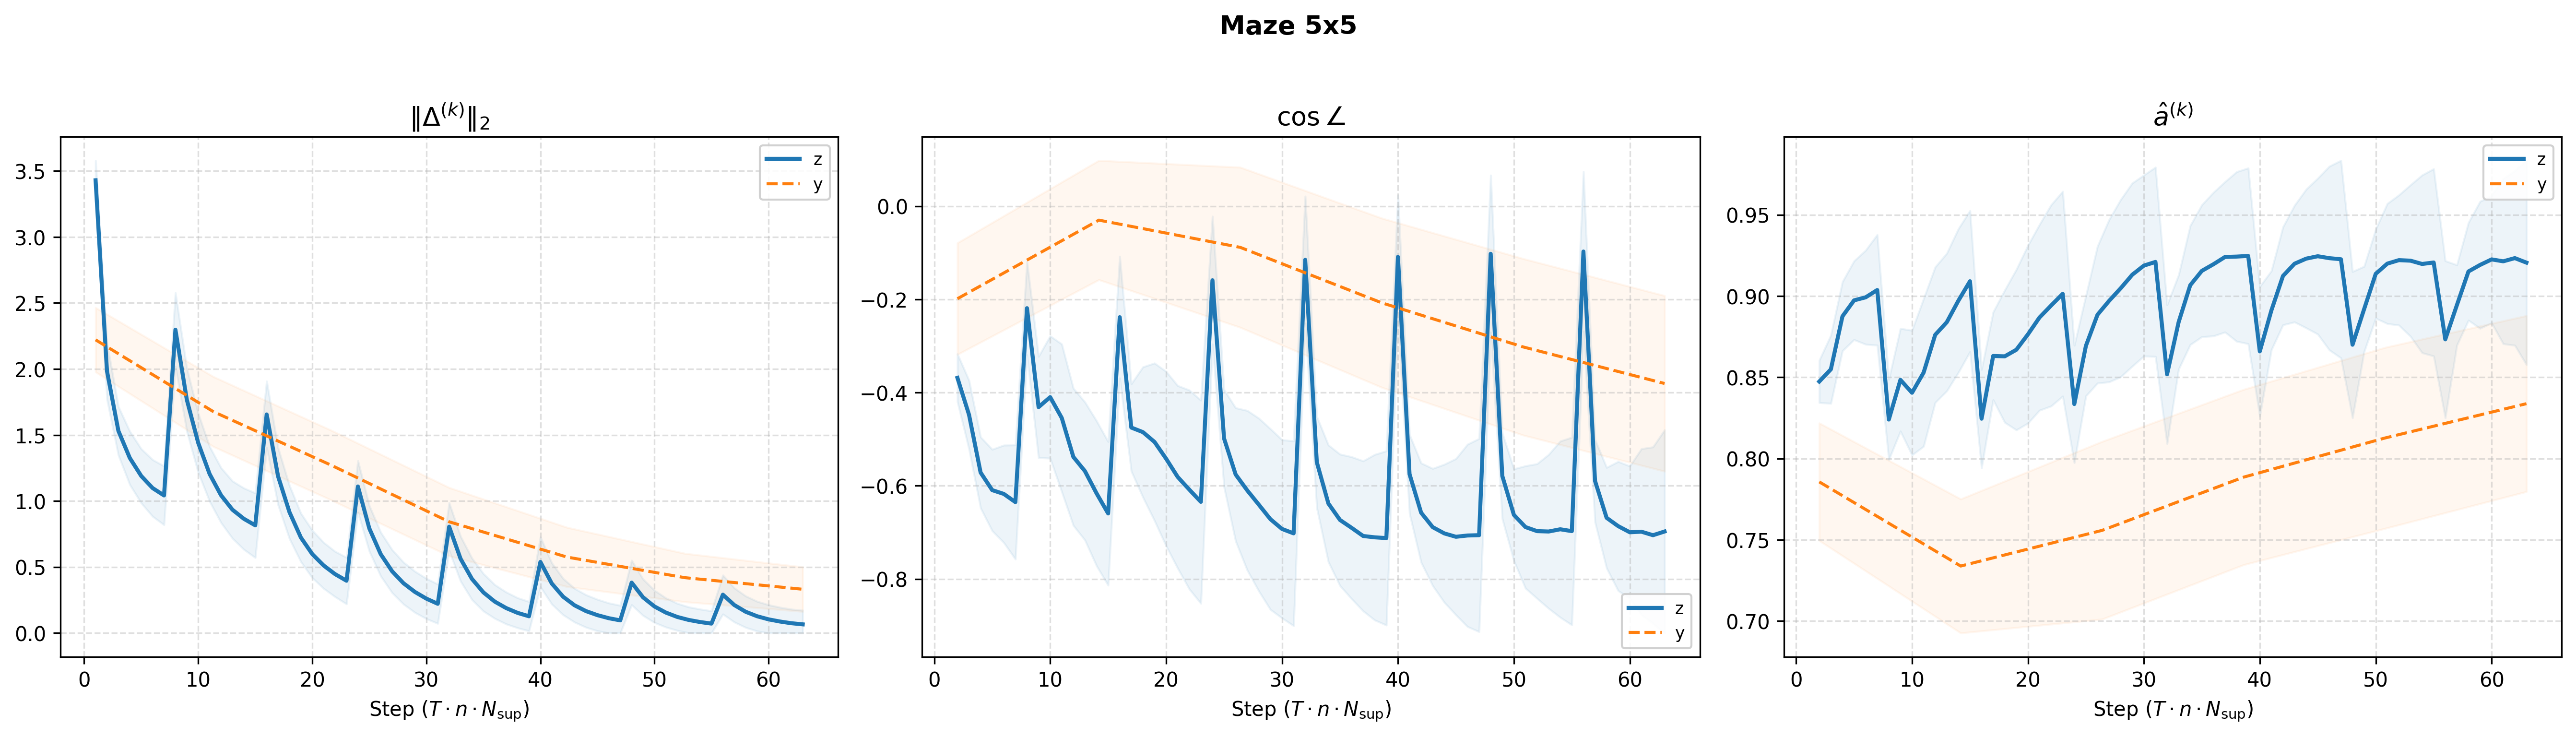 Maze 5x5
‖Δ^(k)‖₂
3.5
3.0
2.5
2.0
1.5
1.0
0.5
0.0
0 10 20 30 40 50 60
Step (T · n · N_sup)
z
y
cos ∠
0.0
−0.2
−0.4
−0.6
−0.8
0 10 20 30 40 50 60
Step (T · n · N_sup)
z
y
â^(k)
0.95
0.90
0.85
0.80
0.75
0.70
0 10 20 30 40 50 60
Step (T · n · N_sup)
z
y